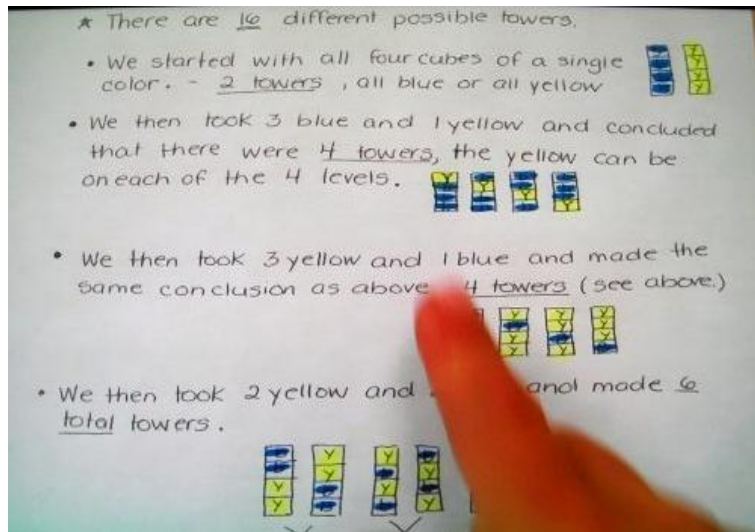 * There are 16 different possible towers.
• We started with all four cubes of a single
color. - 2 towers, all blue or all yellow
• We then took 3 blue and 1 yellow and concluded
that there were 4 towers, the yellow can be
on each of the 4 levels.
• We then took 3 yellow and 1 blue and made the
same conclusion as above 4 towers (see above.)
• We then took 2 yellow and and made 6
total towers.